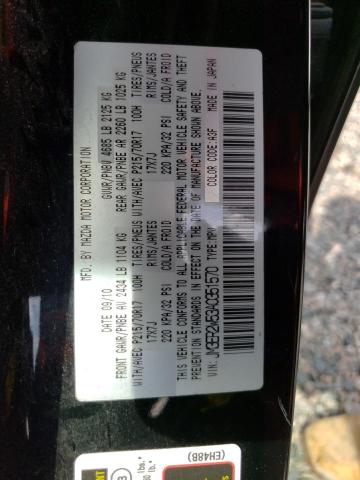 MFD. BY MAZDA MOTOR CORPORATION
DATE 09/10 GVWR/PNBV 4685 LB 2125 KG
FRONT GAWR/PNBE AV 2434 LB 1104 KG REAR GAWR/PNBE AR 2260 LB 1025 KG
WITH/AVEC P215/70R17 100H TIRES/PNEUS WITH/AVEC P215/70R17 100H TIRES/PNEUS
17X7J RIMS/JANTES 17X7J RIMS/JANTES
220 KPA/32 PSI COLD/A FROID 220 KPA/32 PSI COLD/A FROID
THIS VEHICLE CONFORMS TO ALL APPLICABLE FEDERAL MOTOR VEHICLE SAFETY AND THEFT
PREVENTION STANDARDS IN EFFECT ON THE DATE OF MANUFACTURE SHOWN ABOVE.
TYPE: MPV MADE IN JAPAN
COLOR CODE: A3F
(EH48B)